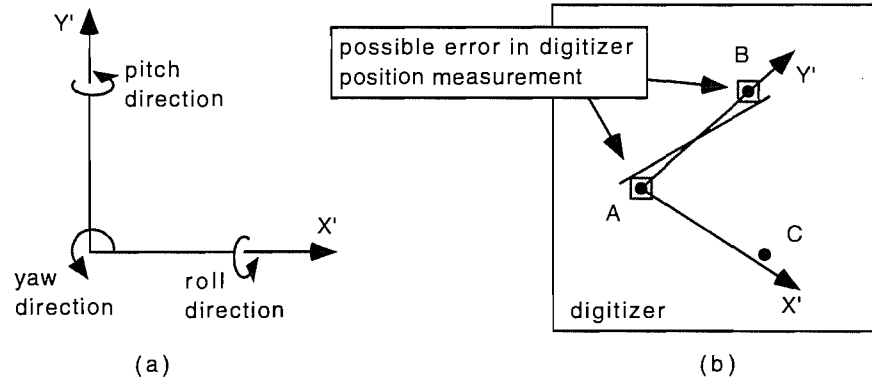 Y'
pitch
direction
X'
yaw
direction
roll
direction
(a)
possible error in digitizer
position measurement
B
Y'
A
C
X'
digitizer
(b)